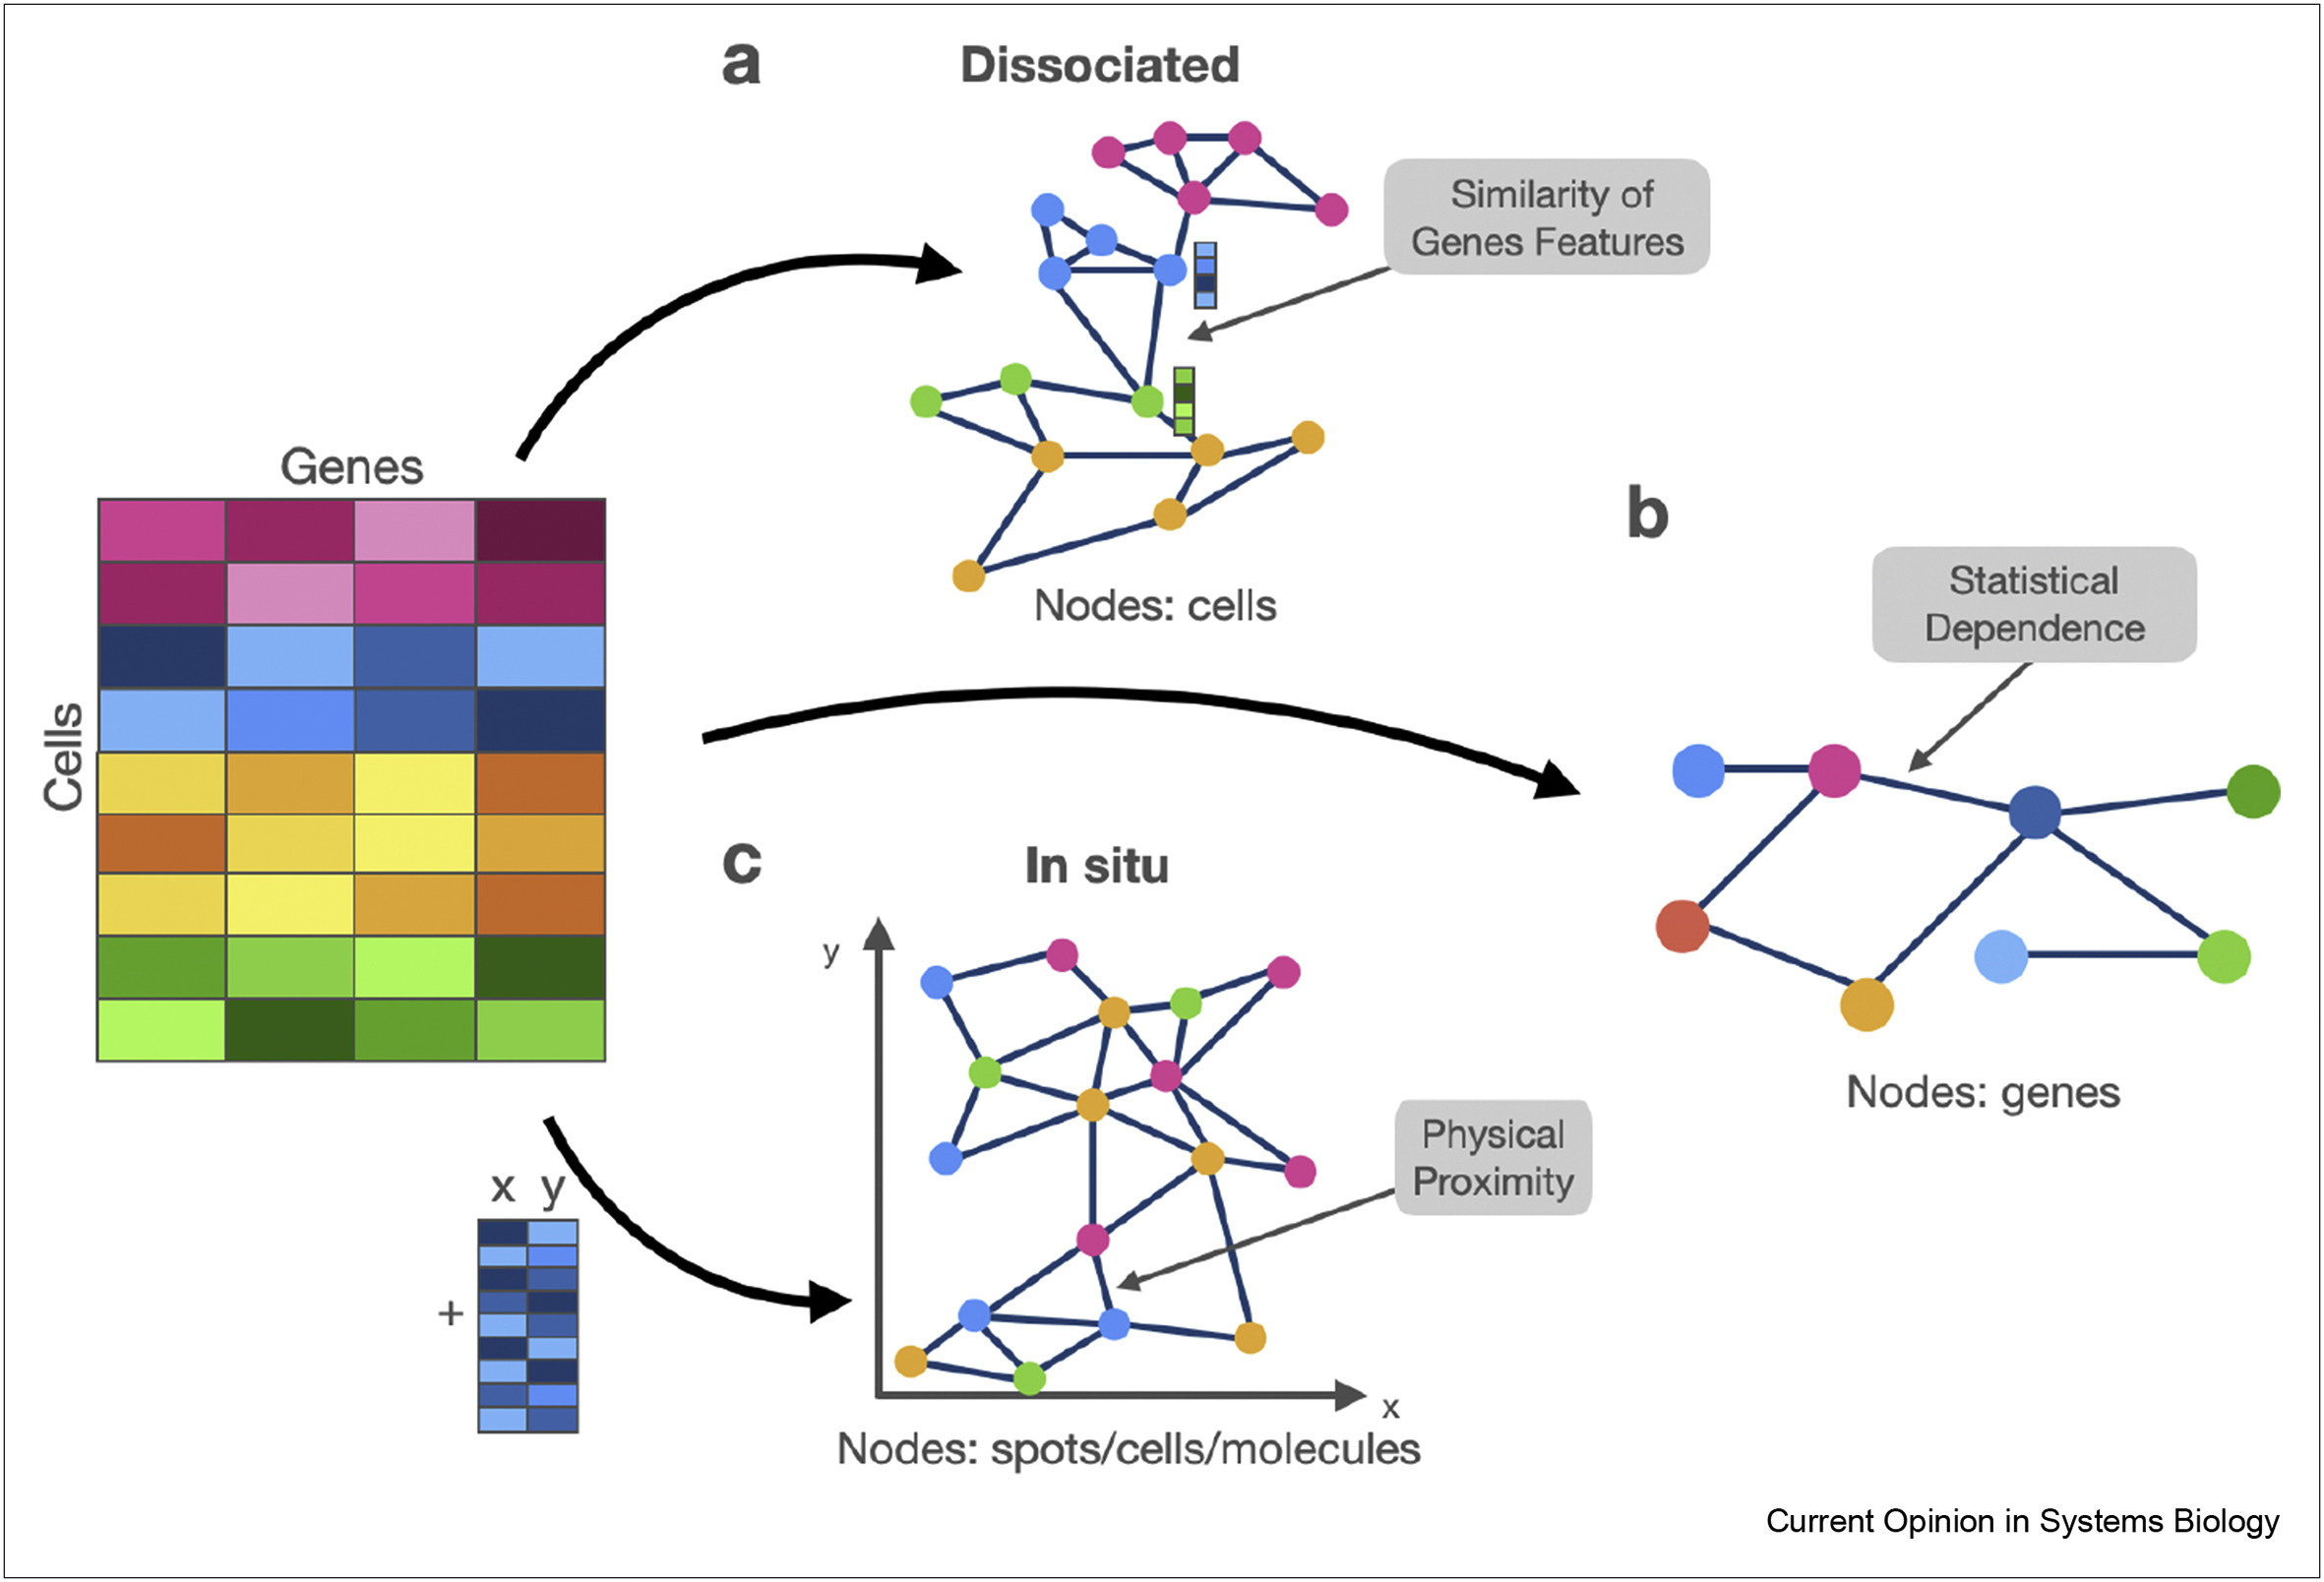 a
Dissociated
Similarity of
Genes Features
Genes
Cells
Nodes: cells
b
Statistical
Dependence
Nodes: genes
c
In situ
y
x
Physical
Proximity
x y
+
Nodes: spots/cells/molecules
Current Opinion in Systems Biology